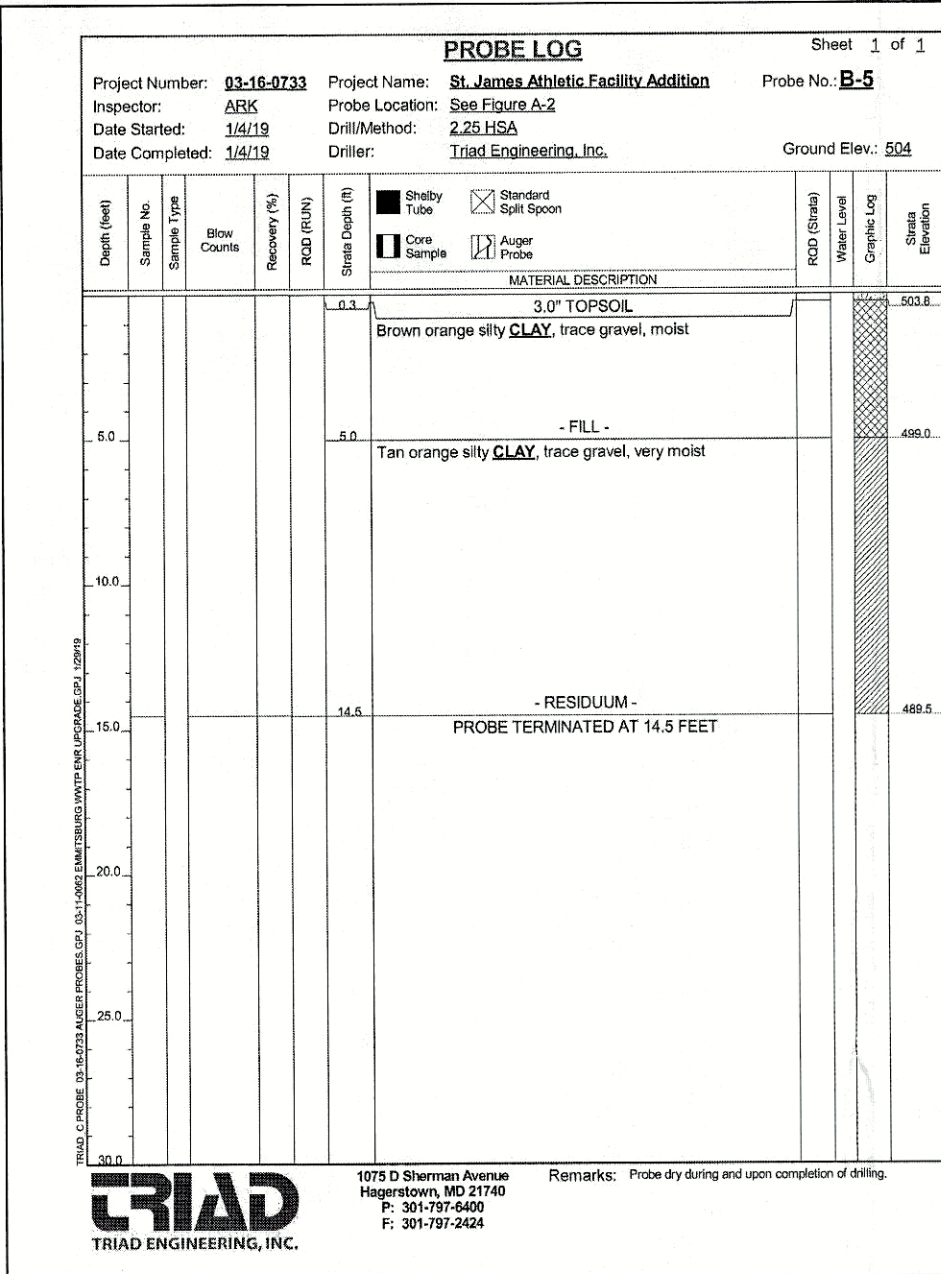 PROBE LOG
Sheet 1 of 1
Project Number: 03-16-0733 Project Name: St. James Athletic Facility Addition Probe No.: B-5
Inspector: ARK Probe Location: See Figure A-2
Date Started: 1/4/19 Drill/Method: 2.25 HSA
Date Completed: 1/4/19 Driller: Triad Engineering, Inc. Ground Elev.: 504
Depth (feet)
Sample No.
Sample Type
Blow Counts
Recovery (%)
RQD (RUN)
Strata Depth (ft)
Shelby Tube
Standard Split Spoon
Core Sample
Auger Probe
MATERIAL DESCRIPTION
RQD (Strata)
Water Level
Graphic Log
Strata Elevation
0.3 3.0" TOPSOIL 503.8
Brown orange silty CLAY, trace gravel, moist
- FILL -
5.0 5.0 499.0
Tan orange silty CLAY, trace gravel, very moist
10.0
- RESIDUUM -
14.5 489.5
15.0 PROBE TERMINATED AT 14.5 FEET
20.0
25.0
30.0
TRIAD C PROBE 03-16-0733 AUGER PROBES.GPJ 03-11-0062 EMMITSBURG WWTP ENR UPGRADE.GPJ 1/29/19
TRIAD
TRIAD ENGINEERING, INC.
1075 D Sherman Avenue
Hagerstown, MD 21740
P: 301-797-6400
F: 301-797-2424
Remarks: Probe dry during and upon completion of drilling.